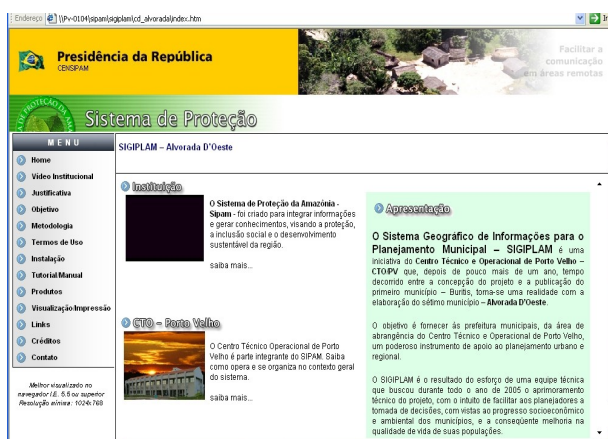 Endereço \\Pv-0104\sipam\sigiplam\cd_alvorada\index.htm
Presidência da República
CENSIPAM
Facilitar a
comunicação
em áreas remotas
Sistema de Proteção
MENU
Home
Vídeo Institucional
Justificativa
Objetivo
Metodologia
Termos de Uso
Instalação
Tutorial/Manual
Produtos
Visualização/Impressão
Links
Créditos
Contato
Melhor visualizado no
navegador I.E. 5.5 ou superior
Resolução mínima: 1024x768
SIGIPLAM – Alvorada D'Oeste
Instituição
O Sistema de Proteção da Amazônia -
Sipam - foi criado para integrar informações
e gerar conhecimentos, visando a proteção,
a inclusão social e o desenvolvimento
sustentável da região.
saiba mais...
CTO - Porto Velho
O Centro Técnico Operacional de Porto
Velho é parte integrante do SIPAM. Saiba
como opera e se organiza no contexto geral
do sistema.
saiba mais...
Apresentação
O Sistema Geográfico de Informações para o
Planejamento Municipal – SIGIPLAM é uma
iniciativa do Centro Técnico e Operacional de Porto Velho –
CTO/PV que, depois de pouco mais de um ano, tempo
decorrido entre a concepção do projeto e a publicação do
primeiro município – Buritis, torna-se uma realidade com a
elaboração do sétimo município – Alvorada D'Oeste.
O objetivo é fornecer às prefeitura municipais, da área de
abrangência do Centro Técnico e Operacional de Porto Velho,
um poderoso instrumento de apoio ao planejamento urbano e
regional.
O SIGIPLAM é o resultado do esforço de uma equipe técnica
que buscou durante todo o ano de 2005 o aprimoramento
técnico do projeto, com o intuito de facilitar aos planejadores a
tomada de decisões, com vistas ao progresso socioeconômico
e ambiental dos municípios, e a conseqüente melhoria na
qualidade de vida de suas populações.